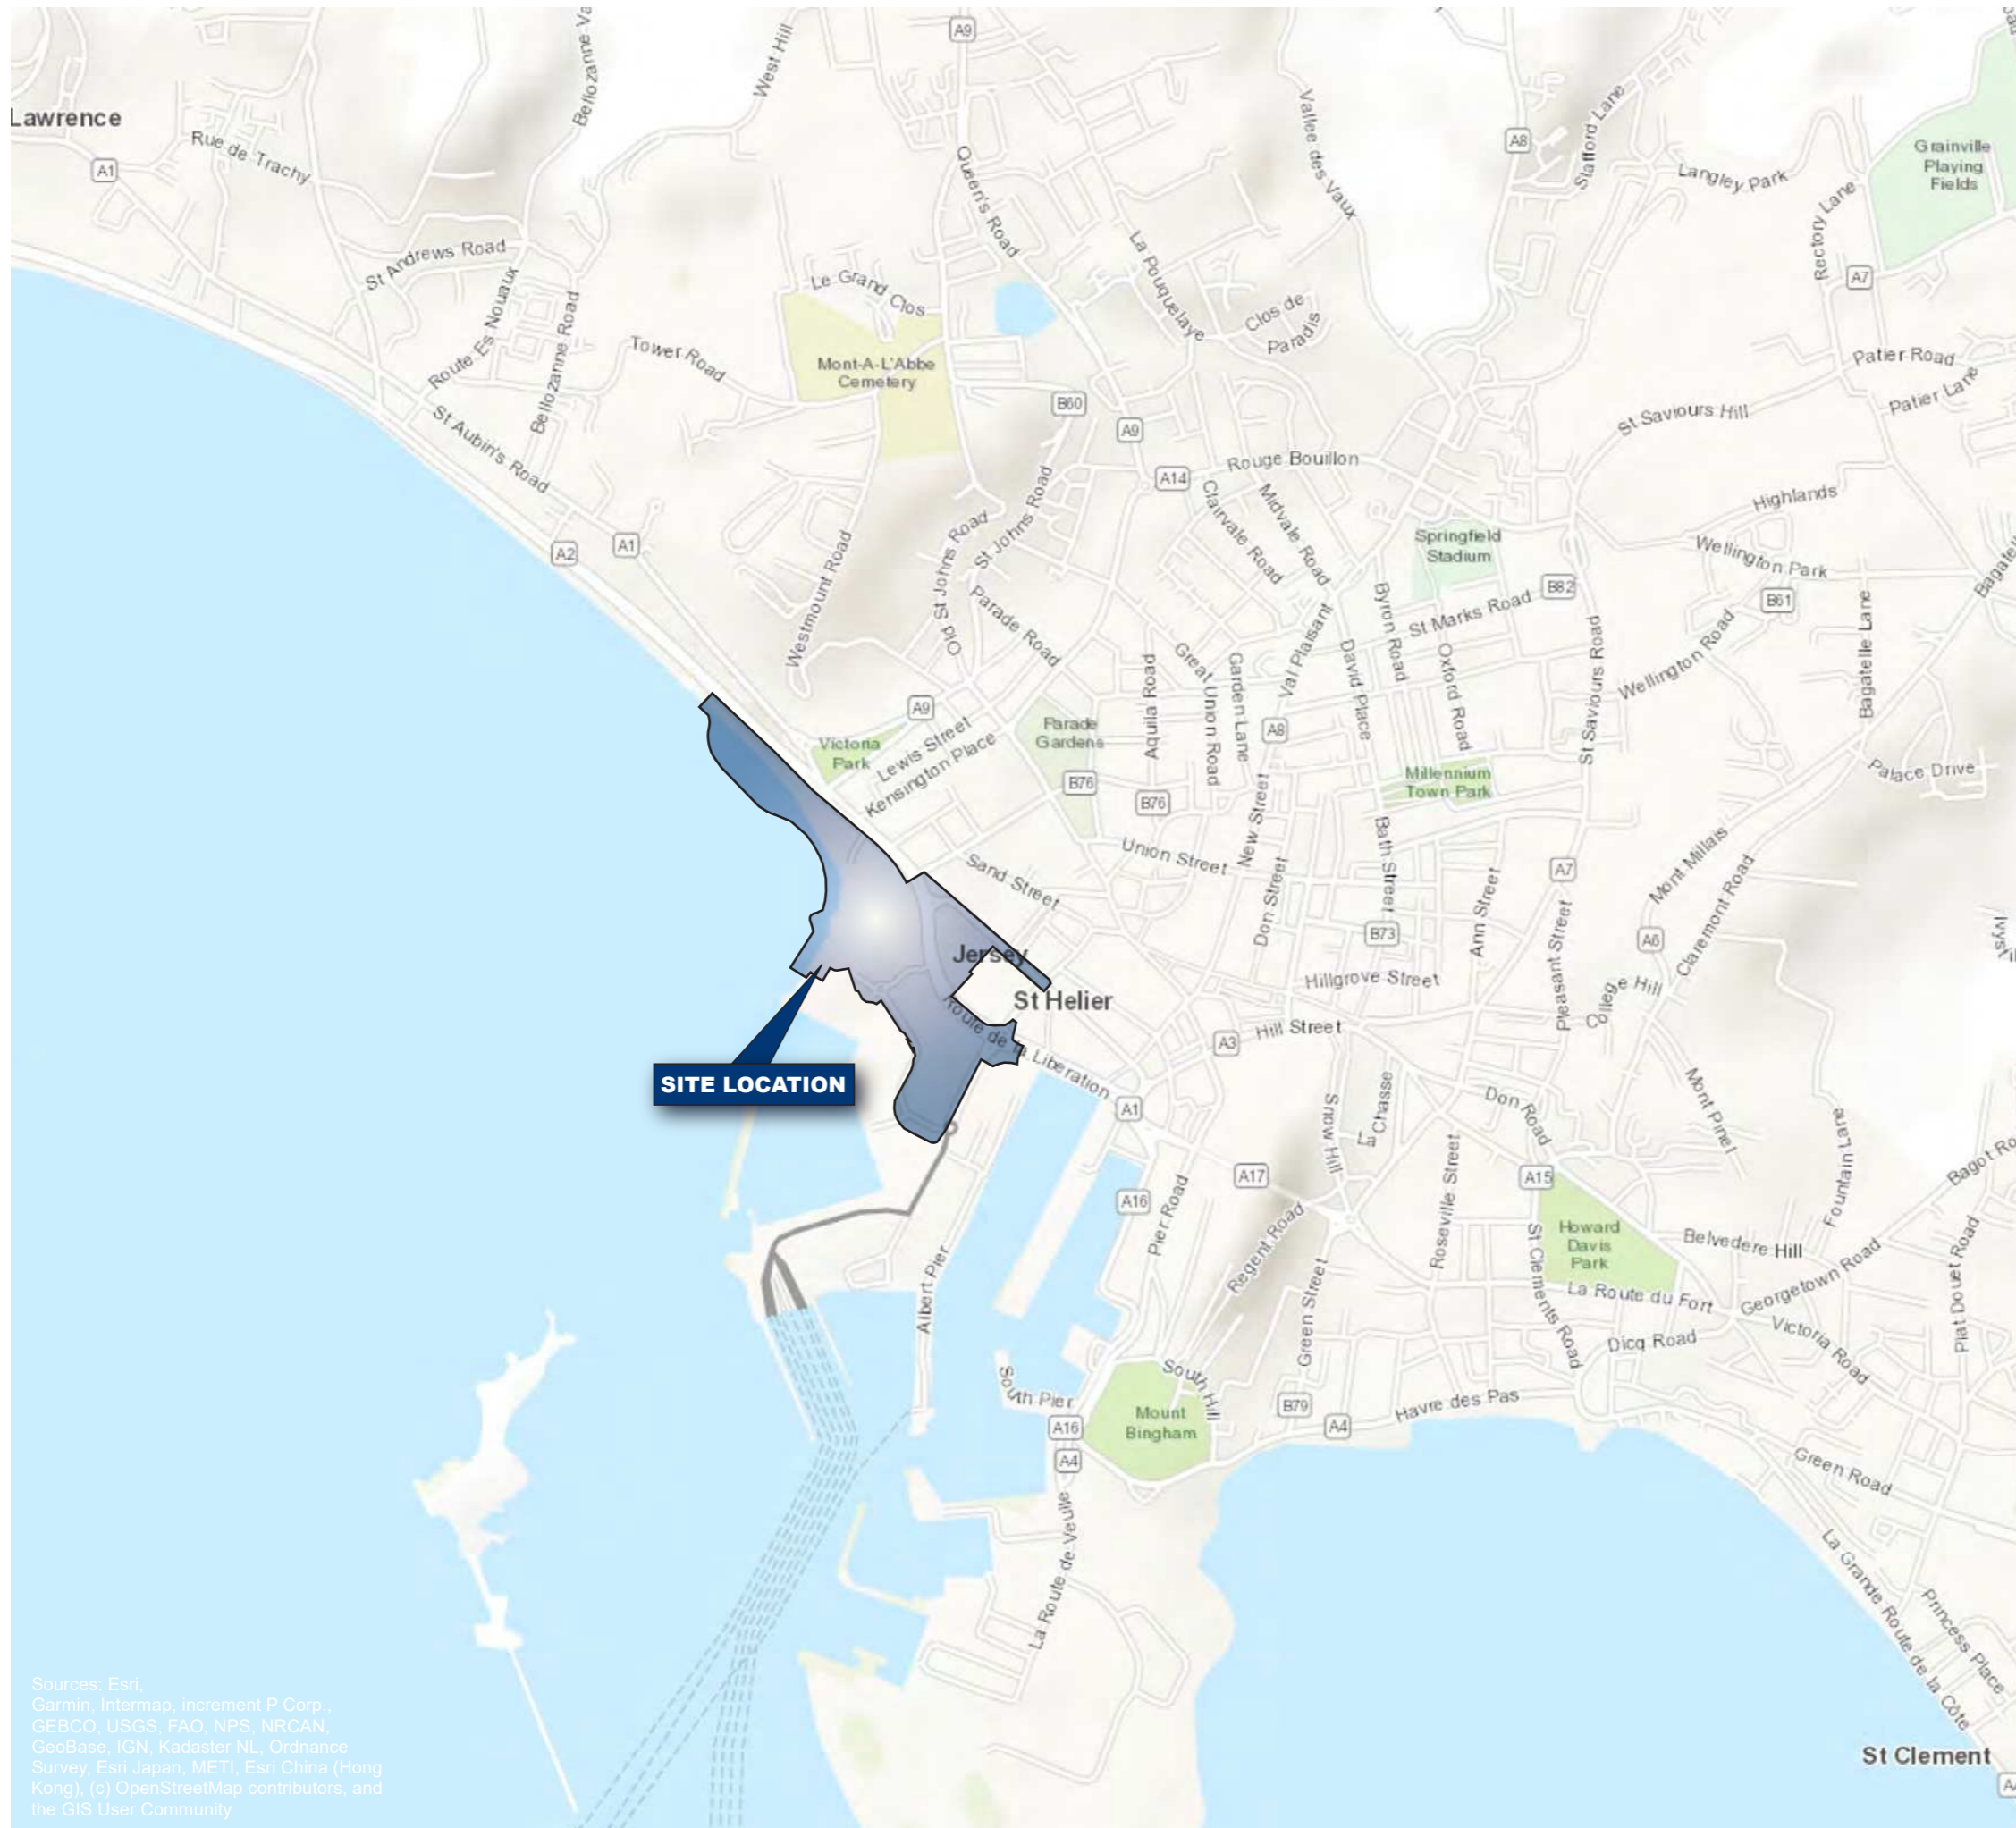 A9
Bellozanne Va
West Hill
Lawrence
A1
Rue de Trachy
Queen's Road
Vallee des Vaux
A8
Stafford Lane
Langley Park
Rectory Lane
Grainville
Playing
Fields
A7
St Andrews Road
Route Es Nouaux
Bellozanne Road
Le Grand Clos
La Pouquelaye
Clos de
Paradis
Tower Road
Mont-A-L'Abbe
Cemetery
Patier Road
Patier Lane
B60
A9
St Aubin's Road
St Saviours Hill
A14
Rouge Bouillon
Clairvale Road
Midvale Road
Highlands
St Johns Road
Old St Johns Road
Westmount Road
A2
A1
Springfield
Stadium
Wellington Park
Bagate
B82
B61
Parade Road
Byron Road
St Marks Road
Wellington Road
Bagatelle Lane
Great Union Road
Garden Lane
Val Plaisant
David Place
Oxford Road
St Saviours Road
Aquila Road
A9
Lewis Street
Kensington Place
Victoria
Park
Parade
Gardens
A8
B76
B76
Millennium
Town Park
Palace Drive
New Street
Union Street
Bath Street
Sand Street
Don Street
Ann Street
A7
Mont Millais
Claremont Road
B73
A6
Pleasant Street
Jersey
St Helier
Hillgrove Street
College Hill
Route de la Liberation
A3
Hill Street
SITE LOCATION
A1
Snow Hill
La Chasse
Don Road
Mont Pinel
Fountain Lane
Bagot Ro
A17
A16
Pier Road
Regent Road
Roseville Street
A15
Howard
Davis
Park
St Clements Road
Belvedere Hill
Georgetown Road
Plat Douet Road
La Route du Fort
Albert Pier
Green Street
Dicq Road
Victoria Road
South Pier
South Hill
Mount
Bingham
A16
A4
B79
A4
Havre des Pas
Green Road
La Route de Veulle
La Grande Route de la Côte
Princess Place
St Clement
Sources: Esri,
Garmin, Intermap, increment P Corp.,
GEBCO, USGS, FAO, NPS, NRCAN,
GeoBase, IGN, Kadaster NL, Ordnance
Survey, Esri Japan, METI, Esri China (Hong
Kong), (c) OpenStreetMap contributors, and
the GIS User Community